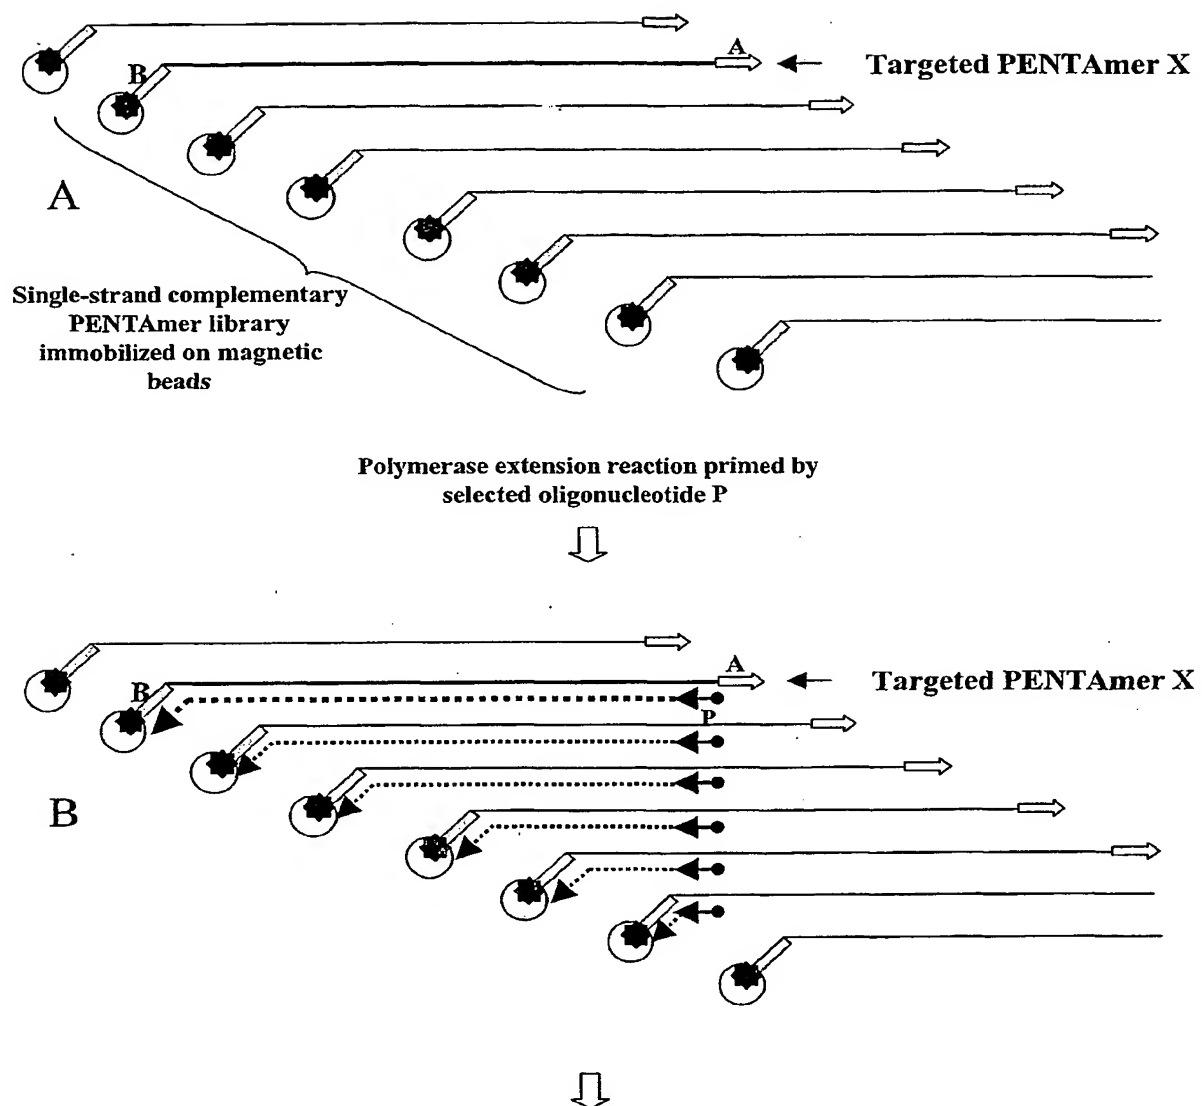 A
Targeted PENTAmer X
B
A
Single-strand complementary
PENTAmer library
immobilized on magnetic
beads
Polymerase extension reaction primed by
selected oligonucleotide P
A
B
Targeted PENTAmer X
P
B